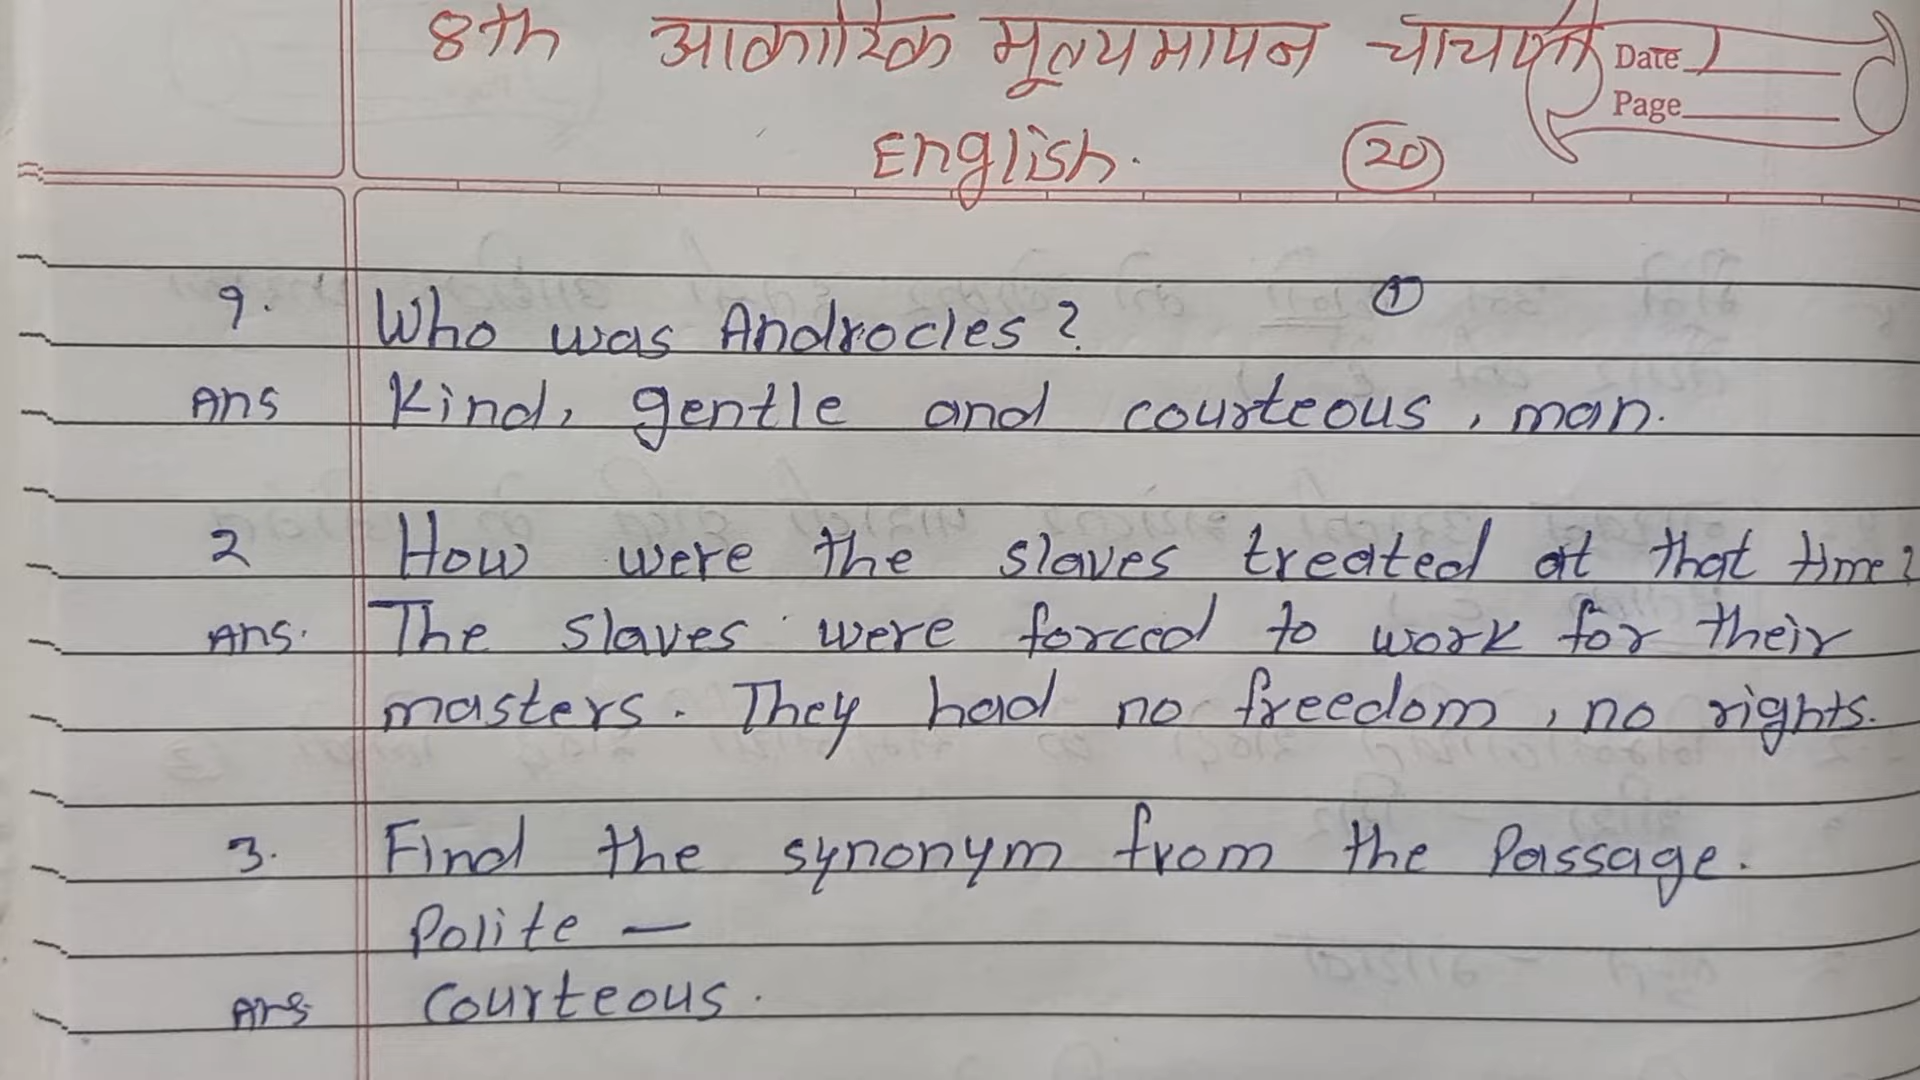 8th आकारिक मूल्यमापन चाचणी 1
Date
Page
English. 20
१. Who was Androcles? 1
Ans Kind, gentle and courteous, man.
2 How were the slaves treated at that time?
Ans. The slaves were forced to work for their
masters. They had no freedom, no rights.
3. Find the synonym from the Passage.
Polite —
Ans Courteous.